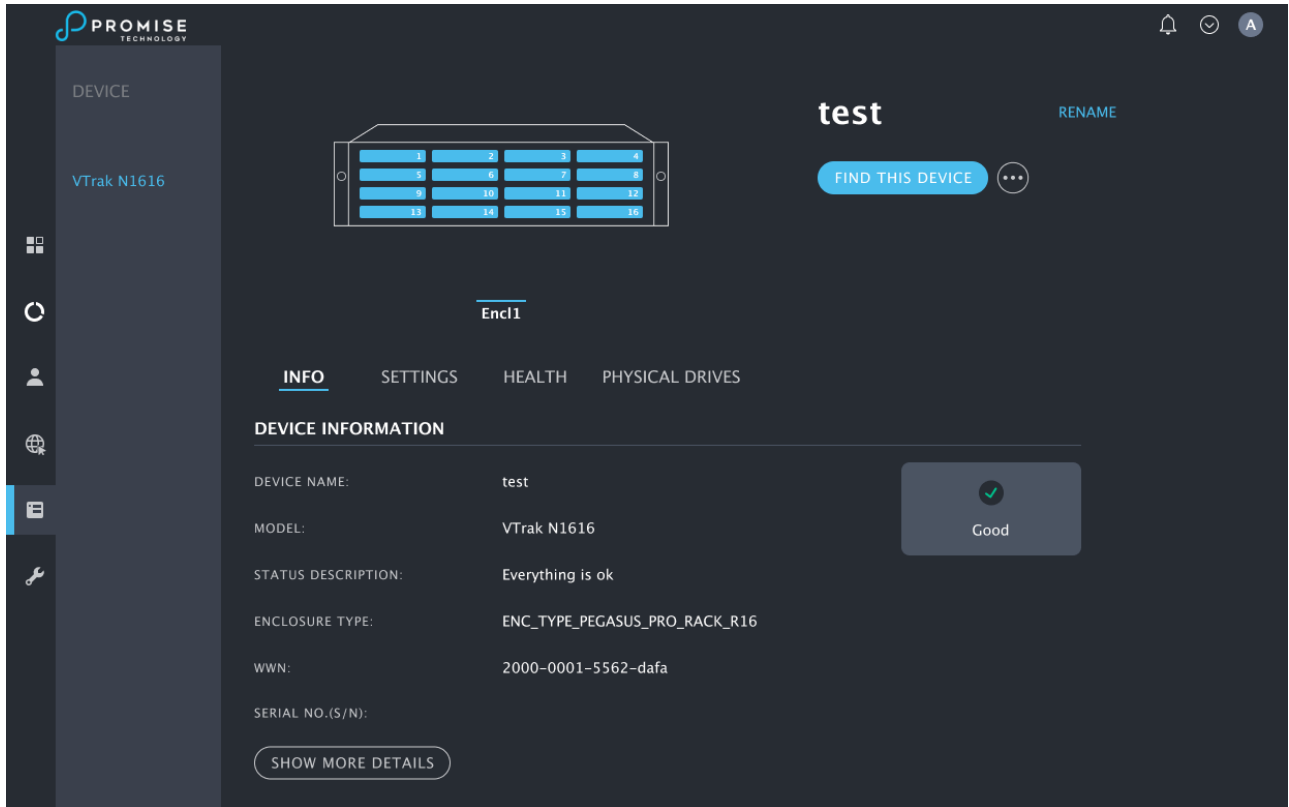 PROMISE
TECHNOLOGY
A
DEVICE
VTrak N1616
test
RENAME
FIND THIS DEVICE
1 2 3 4
5 6 7 8
9 10 11 12
13 14 15 16
Encl1
INFO SETTINGS HEALTH PHYSICAL DRIVES
DEVICE INFORMATION
DEVICE NAME: test
MODEL: VTrak N1616
STATUS DESCRIPTION: Everything is ok
ENCLOSURE TYPE: ENC_TYPE_PEGASUS_PRO_RACK_R16
WWN: 2000-0001-5562-dafa
SERIAL NO.(S/N):
Good
SHOW MORE DETAILS